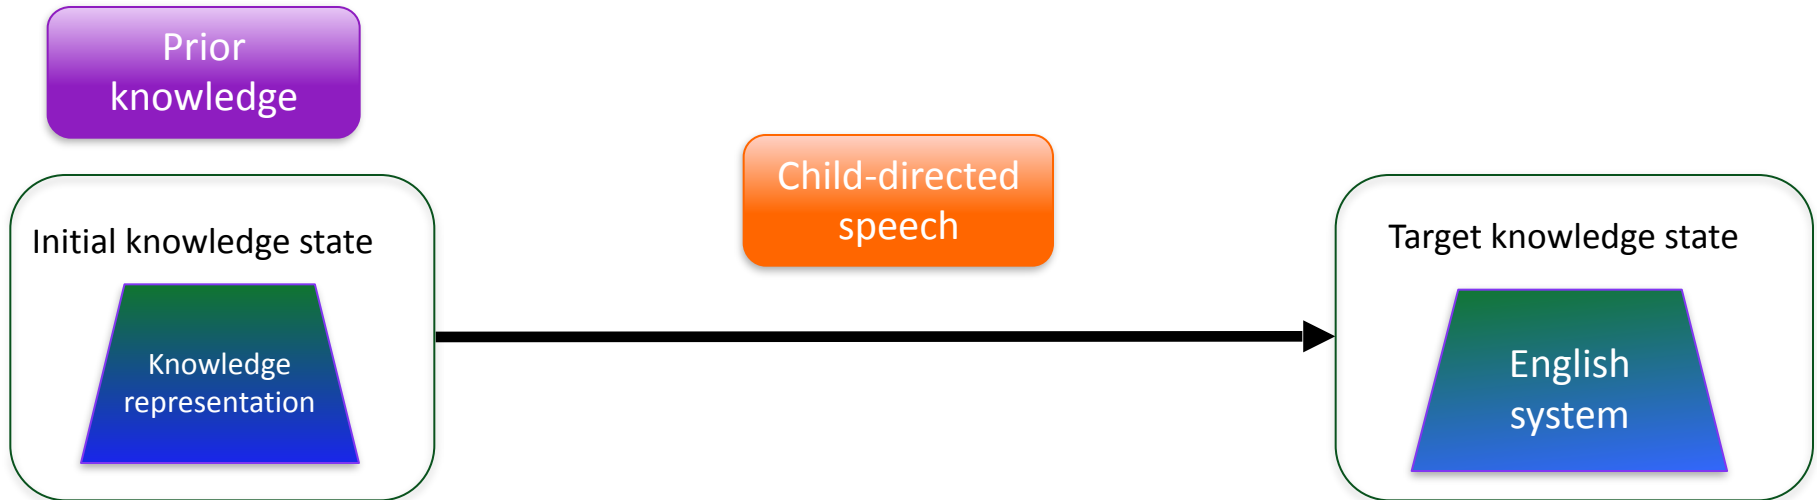 Prior
knowledge
Child-directed
speech
Initial knowledge state
Knowledge
representation
Target knowledge state
English
system